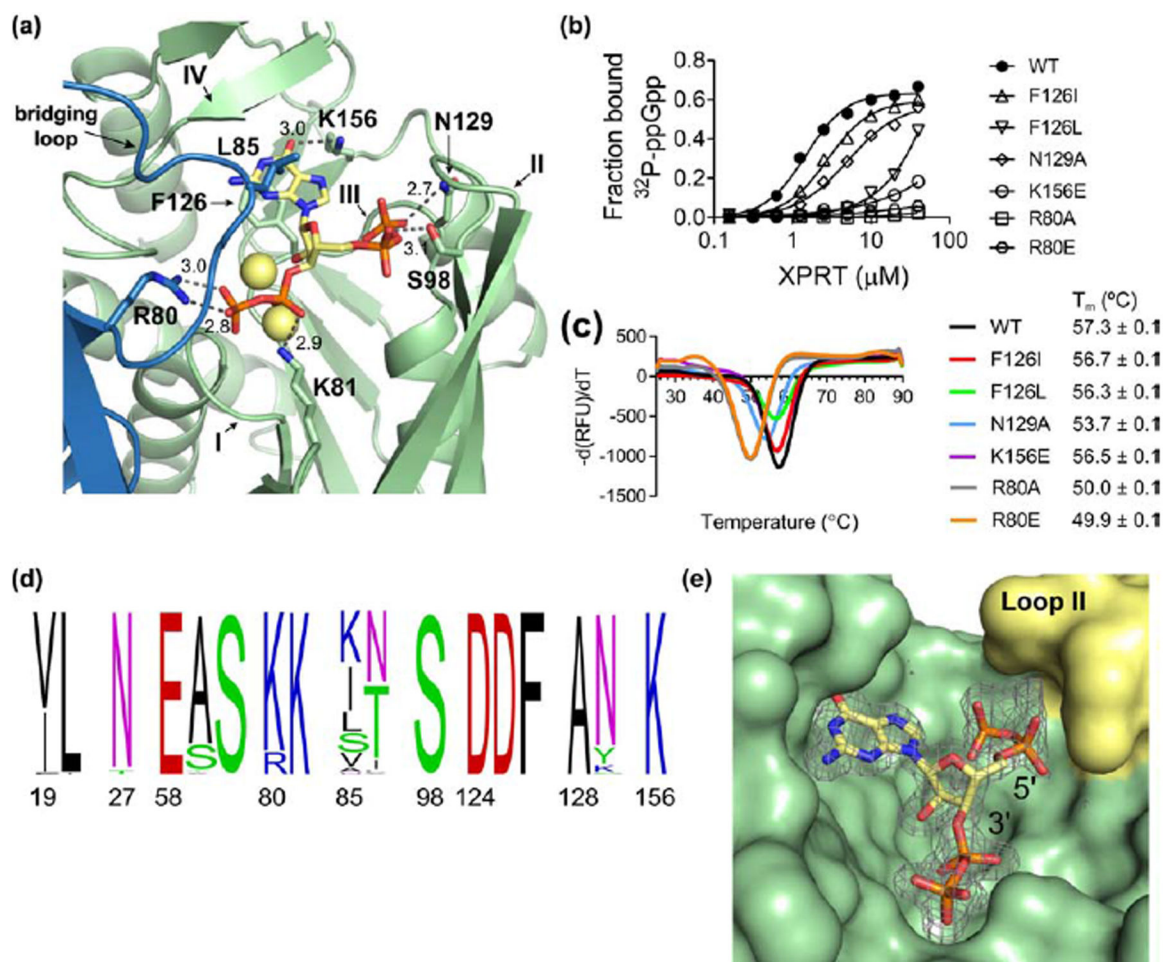 (a)
IV
bridging
loop
L85
3.0
K156
N129
II
F126
III
2.7
3.1
S98
3.0
R80
2.8
2.9
K81
I
(b)
Fraction bound
32P-ppGpp
0.8
0.6
0.4
0.2
0.0
0.1
1
10
100
XPRT (μM)
WT
F126I
F126L
N129A
K156E
R80A
R80E
(c)
-d(RFU)/dT
500
0
-500
-1000
-1500
30
40
50
60
70
80
90
Temperature (°C)
Tm (°C)
WT 57.3 ± 0.1
F126I 56.7 ± 0.1
F126L 56.3 ± 0.1
N129A 53.7 ± 0.1
K156E 56.5 ± 0.1
R80A 50.0 ± 0.1
R80E 49.9 ± 0.1
(d)
V L N E A S K K K N S D D F A N K
I S R I T Y
L K
S
V
19 27 58 80 85 98 124 128 156
(e)
Loop II
5'
3'